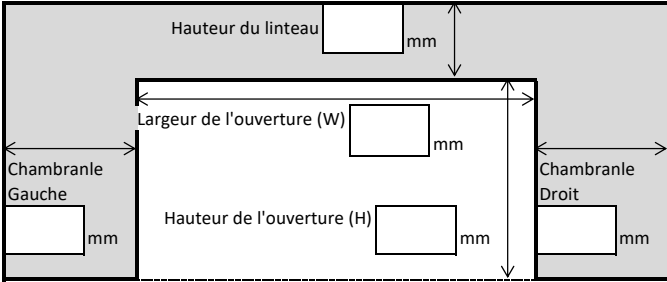 Hauteur du linteau
mm
Largeur de l'ouverture (W)
mm
Chambranle
Gauche
mm
Hauteur de l'ouverture (H)
mm
Chambranle
Droit
mm